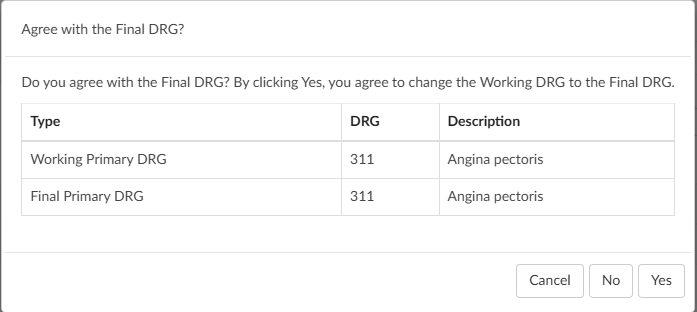 Agree with the Final DRG?
Do you agree with the Final DRG? By clicking Yes, you agree to change the Working DRG to the Final DRG.
Type DRG Description
Working Primary DRG 311 Angina pectoris
Final Primary DRG 311 Angina pectoris
Cancel No Yes